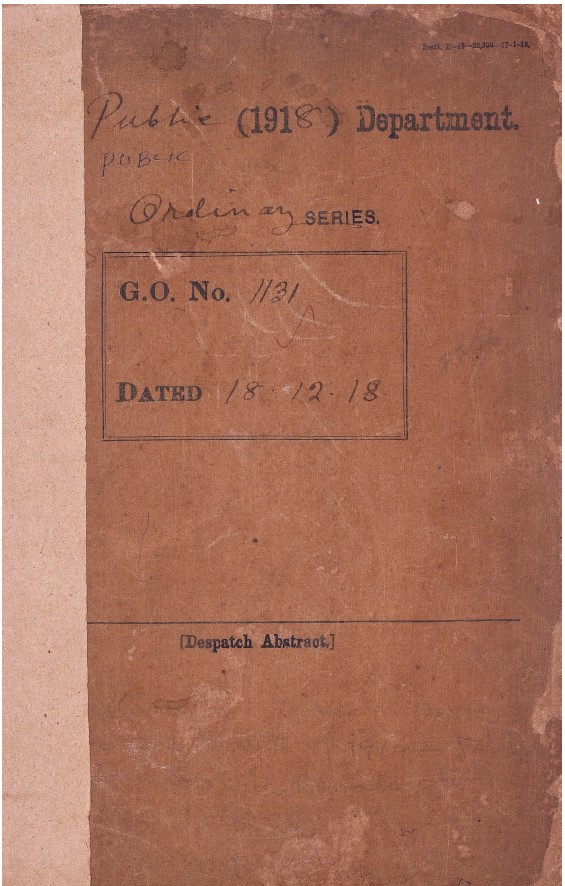 Public (1918) Department.
PUBLIC
Ordinary SERIES.
G.O. No. 1131
DATED 18.12.18
[Despatch Abstract.]